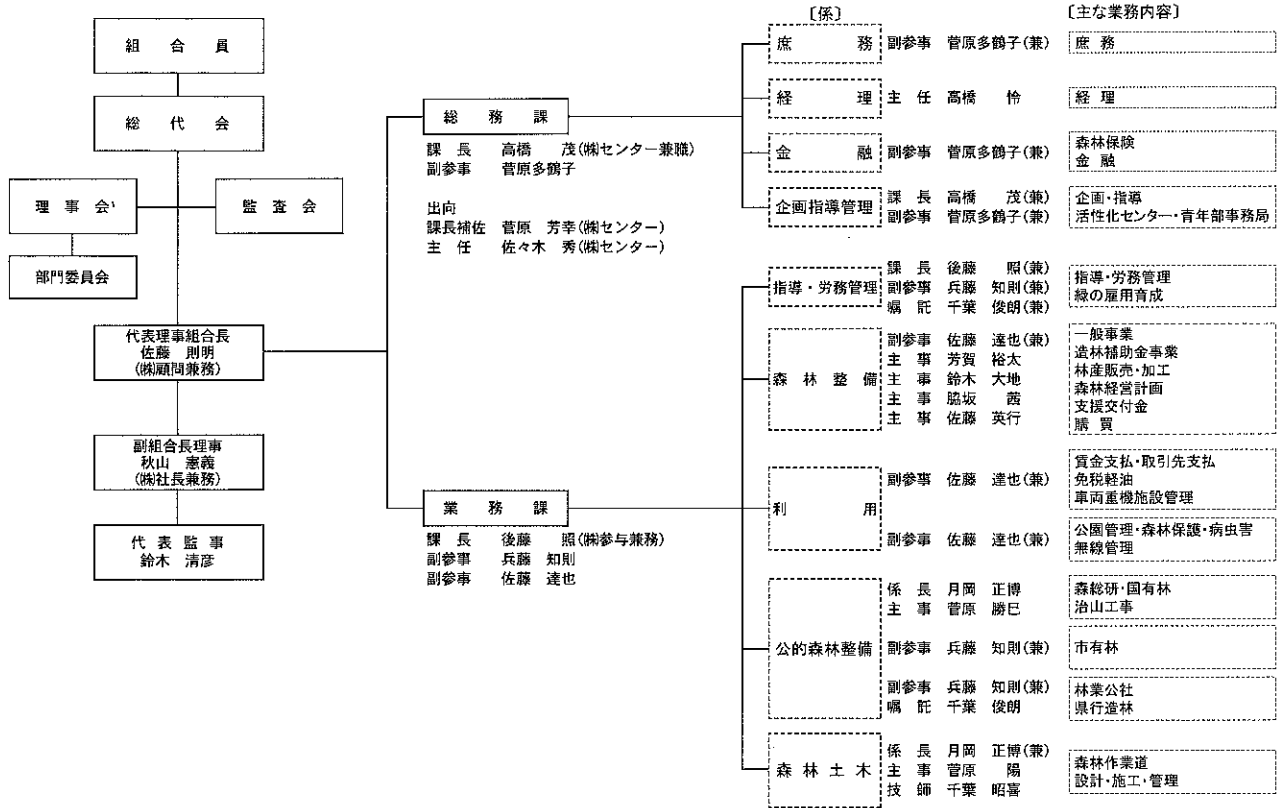 組合員
総代会
理事会
監査会
部門委員会
代表理事組合長
佐藤 則明
(㈱顧問兼務)
副組合長理事
秋山 憲義
(㈱社長兼務)
代表監事
鈴木 清彦
総務課
課長 高橋 茂(㈱センター兼職)
副参事 菅原多鶴子
出向
課長補佐 菅原 芳幸(㈱センター)
主任 佐々木 秀(㈱センター)
業務課
課長 後藤 照(㈱参与兼務)
副参事 兵藤 知則
副参事 佐藤 達也
〔係〕 〔主な業務内容〕
庶務 副参事 菅原多鶴子(兼) 庶務
経理 主任 高橋 怜 経理
金融 副参事 菅原多鶴子(兼) 森林保険
金融
企画指導管理 課長 高橋 茂(兼) 企画・指導
副参事 菅原多鶴子(兼) 活性化センター・青年部事務局
指導・労務管理
課長 後藤 照(兼)
副参事 兵藤 知則(兼)
嘱託 千葉 俊朗(兼)
指導・労務管理
緑の雇用育成
森林整備
副参事 佐藤 達也(兼)
主事 芳賀 裕太
主事 鈴木 大地
主事 脇坂 茜
主事 佐藤 英行
一般事業
造林補助金事業
林産販売・加工
森林経営計画
支援交付金
購買
利用
副参事 佐藤 達也(兼)
賃金支払・取引先支払
免税軽油
車両重機施設管理
副参事 佐藤 達也(兼)
公園管理・森林保護・病虫害
無線管理
公的森林整備
係長 月岡 正博
主事 菅原 勝巳
森総研・国有林
治山工事
副参事 兵藤 知則(兼)
市有林
副参事 兵藤 知則(兼)
嘱託 千葉 俊朗
林業公社
県行造林
森林土木
係長 月岡 正博(兼)
主事 菅原 陽
技師 千葉 昭喜
森林作業道
設計・施工・管理